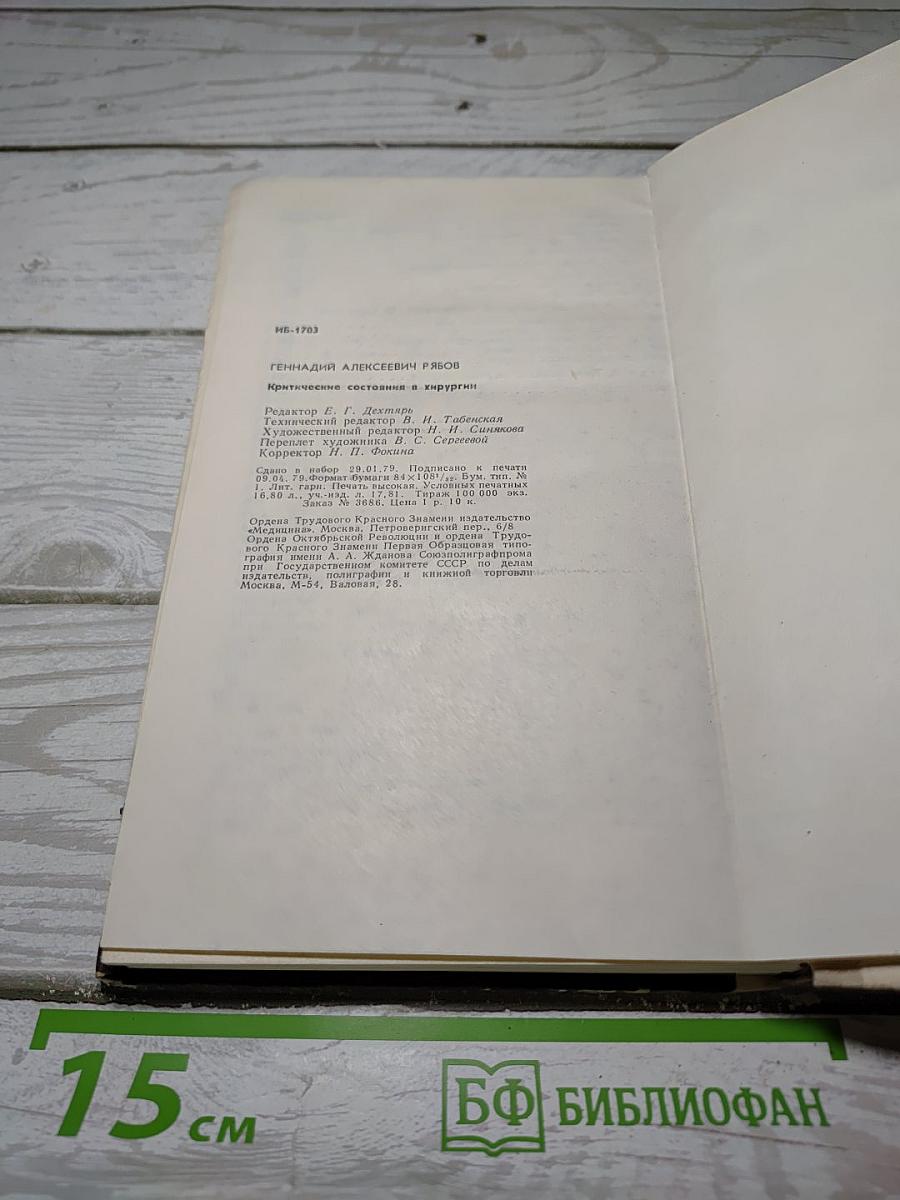 ИБ-1703
ГЕННАДИЙ АЛЕКСЕЕВИЧ РЯБОВ
Критические состояния в хирургии
Редактор Е. Г. Дехтярь
Технический редактор В. И. Табенская
Художественный редактор Н. И. Синякова
Переплет художника В. С. Сергеевой
Корректор Н. П. Фокина
Сдано в набор 29.01.79. Подписано к печати
09.04. 79. Формат бумаги 84×108¹/₃₂. Бум. тип. №
1. Лит. гарн. Печать высокая. Условных печатных
16,80 л., уч.-изд. л. 17,81. Тираж 100 000 экз.
Заказ № 3686. Цена 1 р. 10 к.
Ордена Трудового Красного Знамени издательство
«Медицина». Москва. Петроверигский пер., 6/8
Ордена Октябрьской Революции и ордена Трудо-
вого Красного Знамени Первая Образцовая типо-
графия имени А. А. Жданова Союзполиграфпрома
при Государственном комитете СССР по делам
издательств, полиграфии и книжной торговли
Москва, М-54, Валовая, 28.
15 см
БФ БИБЛИОФАН